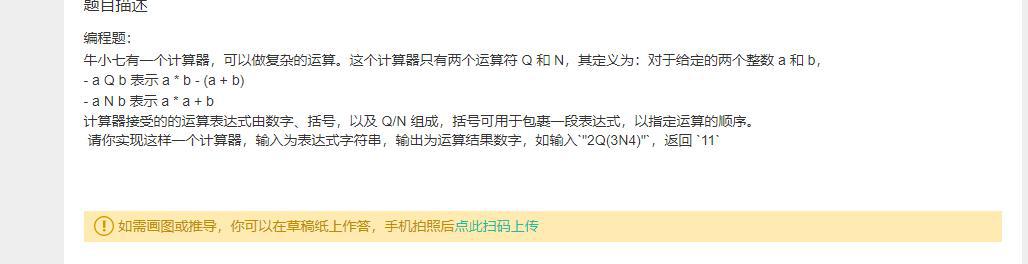 题目描述
编程题：
牛小七有一个计算器，可以做复杂的运算。这个计算器只有两个运算符 Q 和 N，其定义为：对于给定的两个整数 a 和 b，
- a Q b 表示 a * b - (a + b)
- a N b 表示 a * a + b
计算器接受的的运算表达式由数字、括号，以及 Q/N 组成，括号可用于包裹一段表达式，以指定运算的顺序。
请你实现这样一个计算器，输入为表达式字符串，输出为运算结果数字，如输入`"2Q(3N4)"`，返回 `11`
如需画图或推导，你可以在草稿纸上作答，手机拍照后点此扫码上传